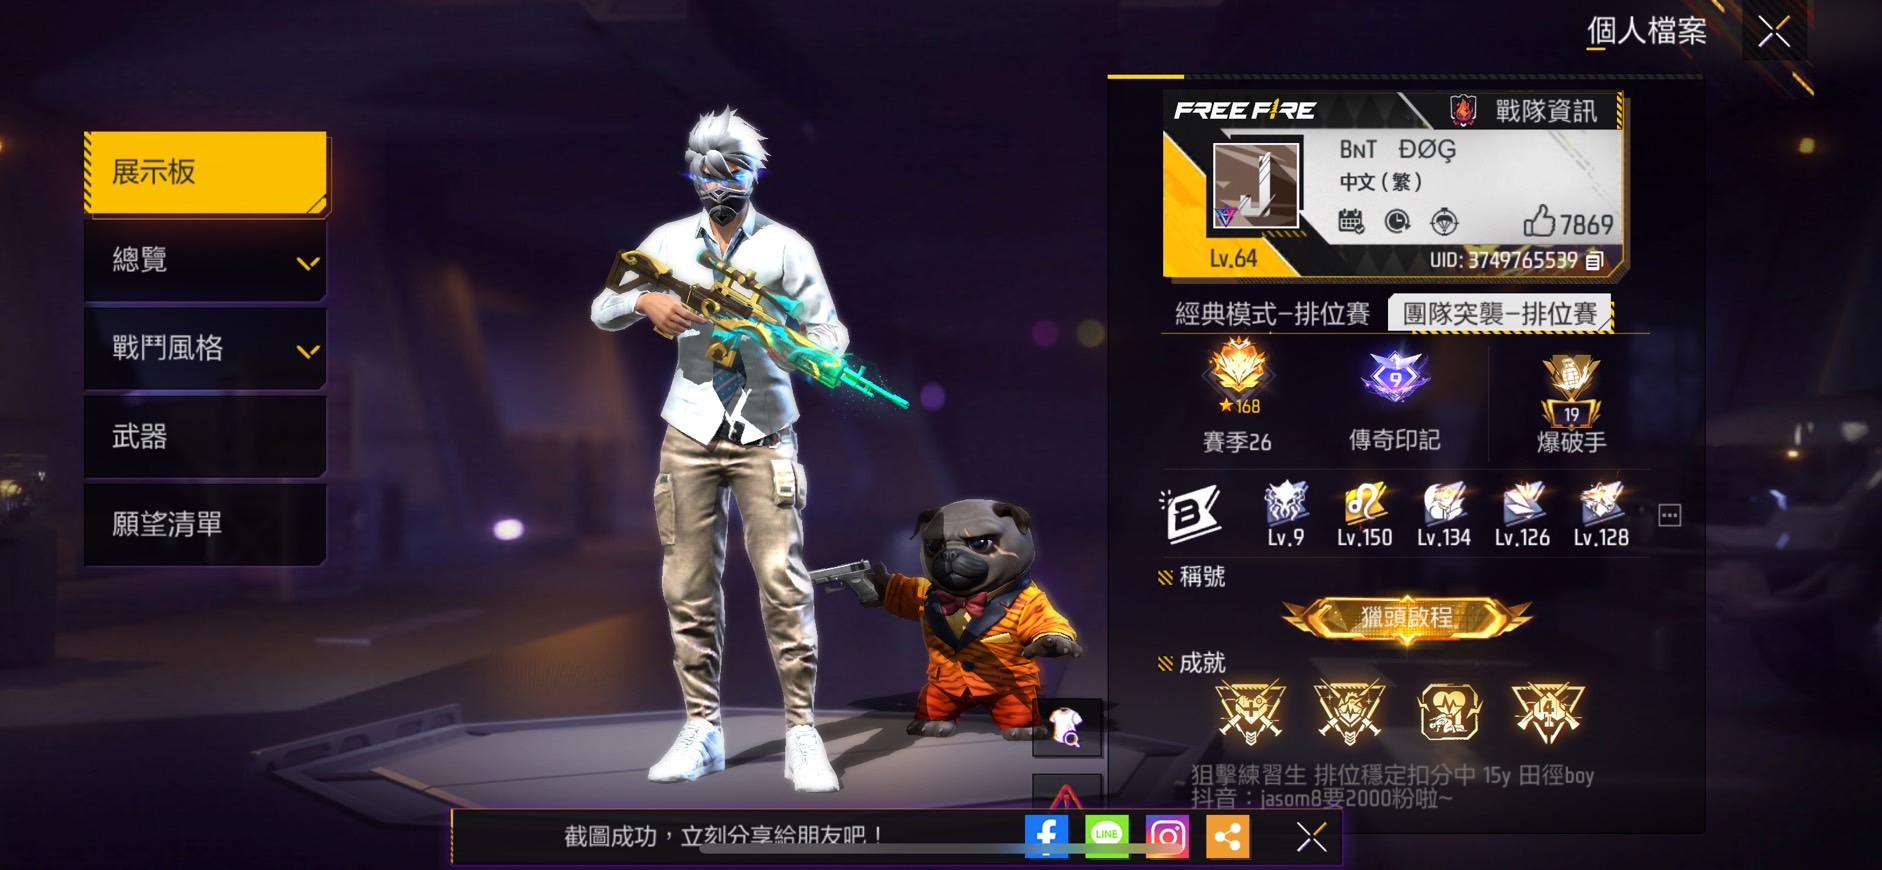 個人檔案
展示板
總覽
戰鬥風格
武器
願望清單
FREE FIRE
戰隊資訊
BNT ĐØĢ
中文(繁)
7869
Lv.64
UID: 3749765539
經典模式-排位賽
團隊突襲-排位賽
168
9
19
賽季26
傳奇印記
爆破手
B
Lv.9
Lv.150
Lv.134
Lv.126
Lv.128
稱號
獵頭啟程
成就
狙擊練習生 排位穩定扣分中 15y 田徑boy
抖音：jasom8要2000粉啦~
截圖成功，立刻分享給朋友吧！
LINE